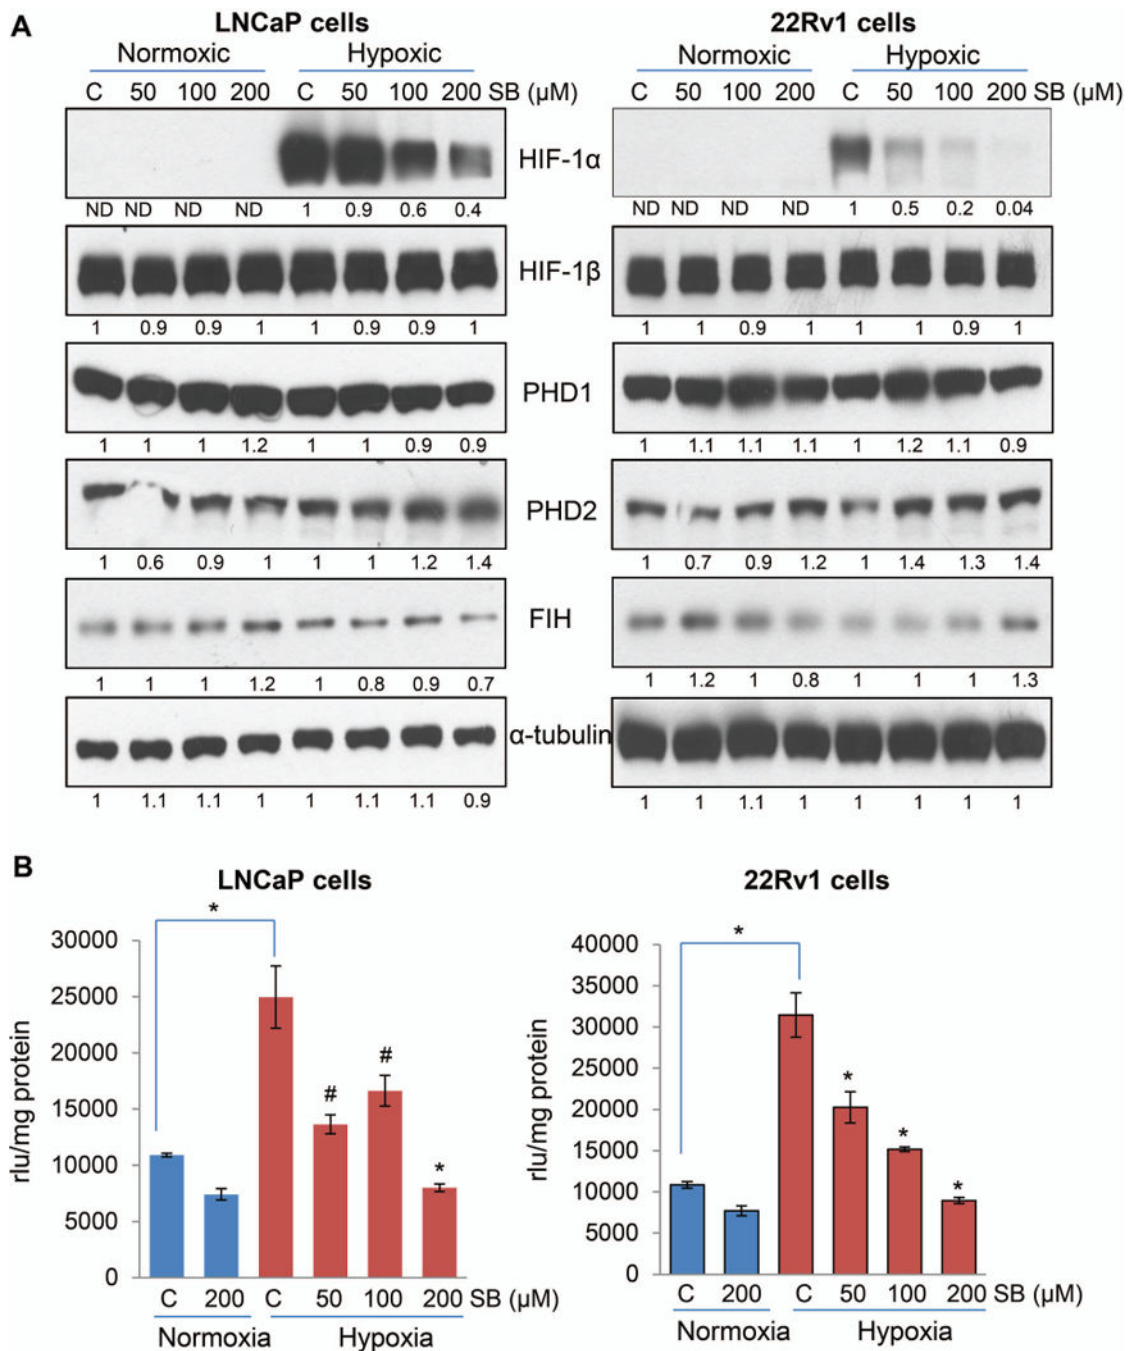 A
LNCaP cells
22Rv1 cells
Normoxic Hypoxic
Normoxic Hypoxic
C 50 100 200 C 50 100 200 SB (µM)
C 50 100 200 C 50 100 200 SB (µM)
HIF-1α
ND ND ND ND 1 0.9 0.6 0.4
ND ND ND ND 1 0.5 0.2 0.04
HIF-1β
1 0.9 0.9 1 1 0.9 0.9 1
1 1 0.9 1 1 1 0.9 1
PHD1
1 1 1 1.2 1 1 0.9 0.9
1 1.1 1.1 1.1 1 1.2 1.1 0.9
PHD2
1 0.6 0.9 1 1 1 1.2 1.4
1 0.7 0.9 1.2 1 1.4 1.3 1.4
FIH
1 1 1 1.2 1 0.8 0.9 0.7
1 1.2 1 0.8 1 1 1 1.3
α-tubulin
1 1.1 1.1 1 1 1.1 1.1 0.9
1 1 1.1 1 1 1 1 1
B
LNCaP cells
*
30000
25000
20000
15000
10000
5000
0
rlu/mg protein
# # *
C 200 C 50 100 200 SB (µM)
Normoxia Hypoxia
22Rv1 cells
*
40000
35000
30000
25000
20000
15000
10000
5000
0
rlu/mg protein
* * *
C 200 C 50 100 200 SB (µM)
Normoxia Hypoxia